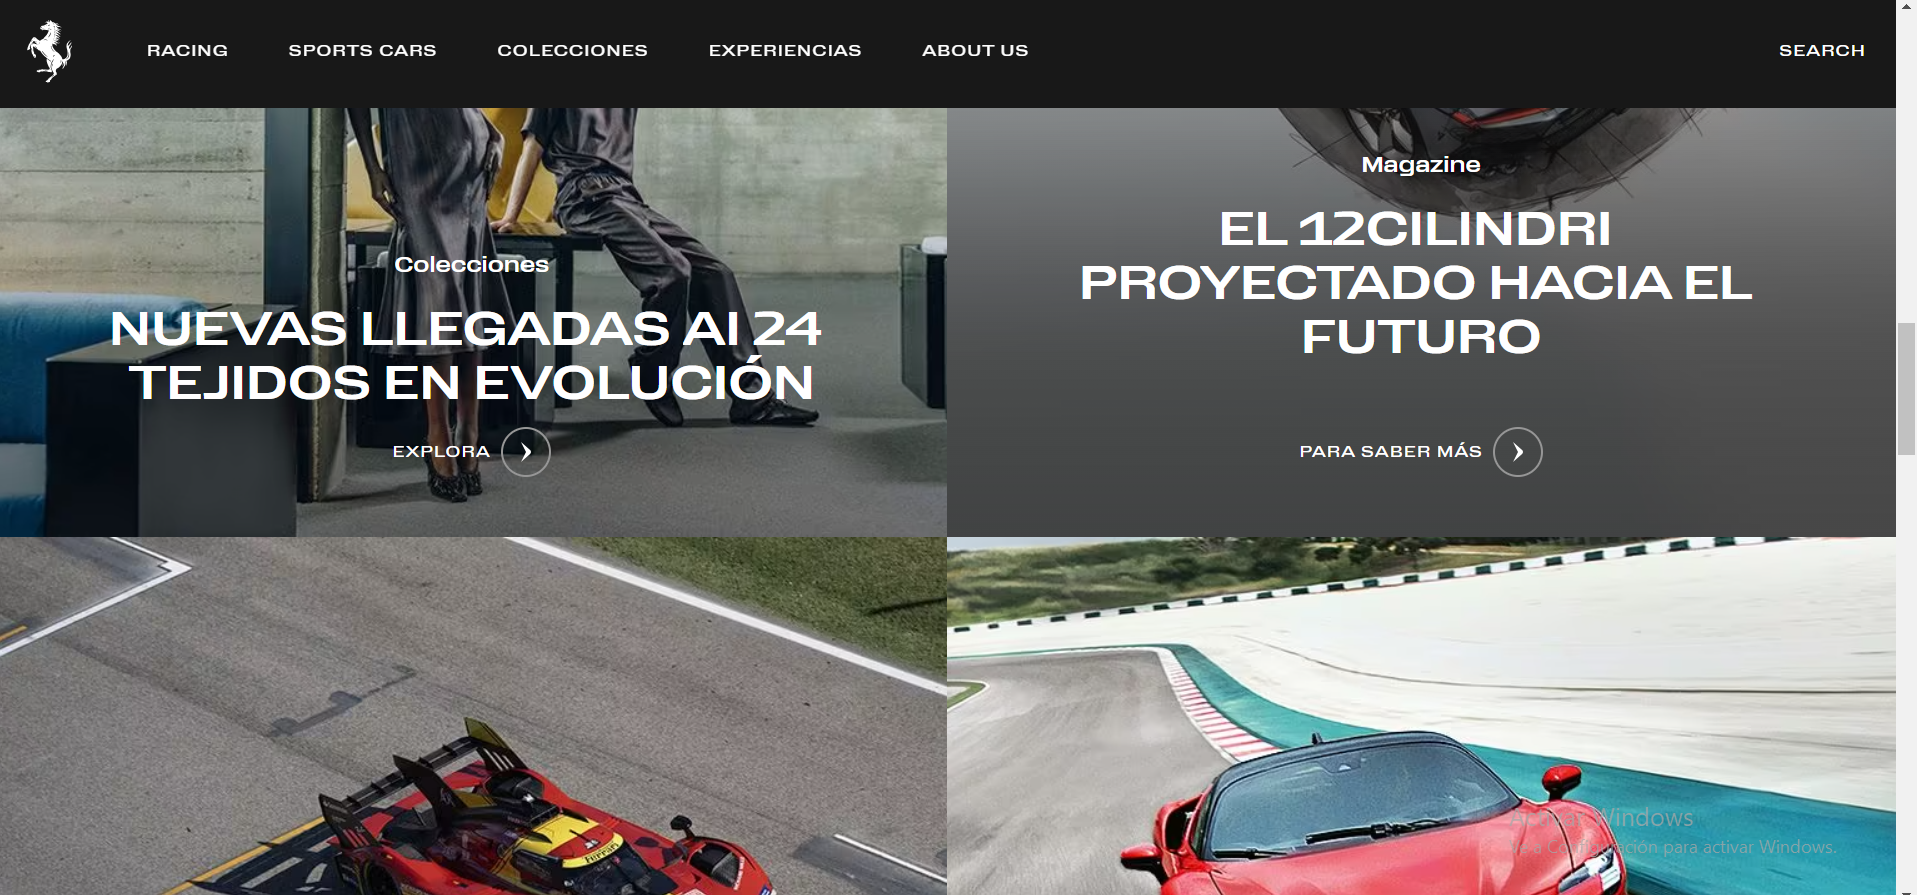 RACING
SPORTS CARS
COLECCIONES
EXPERIENCIAS
ABOUT US
SEARCH
Colecciones
NUEVAS LLEGADAS AI 24
TEJIDOS EN EVOLUCIÓN
EXPLORA
Magazine
EL 12CILINDRI
PROYECTADO HACIA EL
FUTURO
PARA SABER MÁS
Ferrari
Activar Windows
Ve a Configuración para activar Windows.